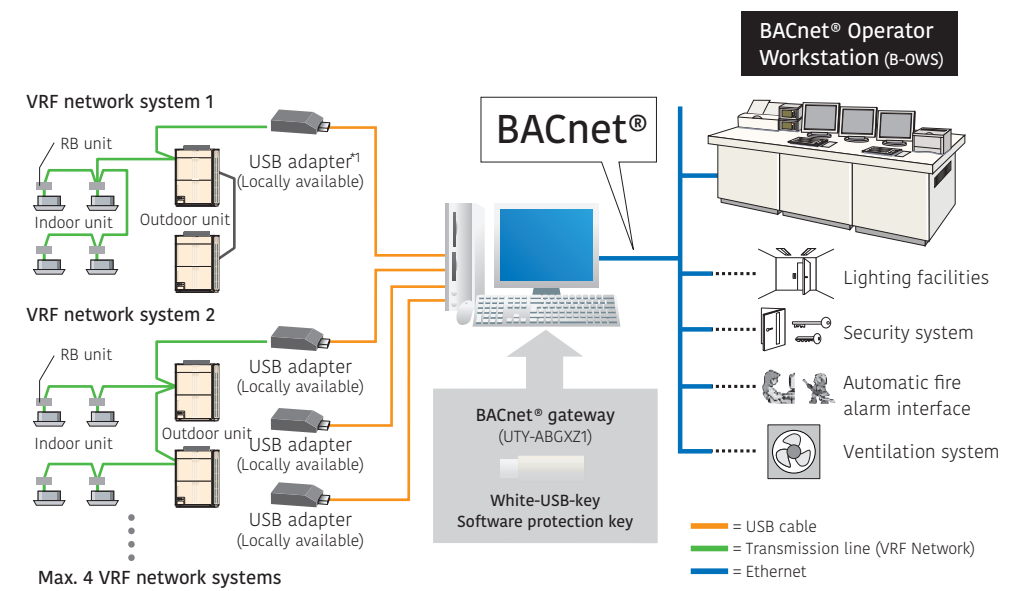 BACnet® Operator
Workstation (B-OWS)
VRF network system 1
RB unit
USB adapter*1
(Locally available)
Indoor unit
Outdoor unit
BACnet®
Lighting facilities
VRF network system 2
Security system
RB unit
USB adapter
(Locally available)
Automatic fire
alarm interface
BACnet® gateway
(UTY-ABGXZ1)
Indoor unit
Outdoor unit
USB adapter
(Locally available)
Ventilation system
White-USB-key
Software protection key
USB adapter
(Locally available)
= USB cable
= Transmission line (VRF Network)
= Ethernet
Max. 4 VRF network systems